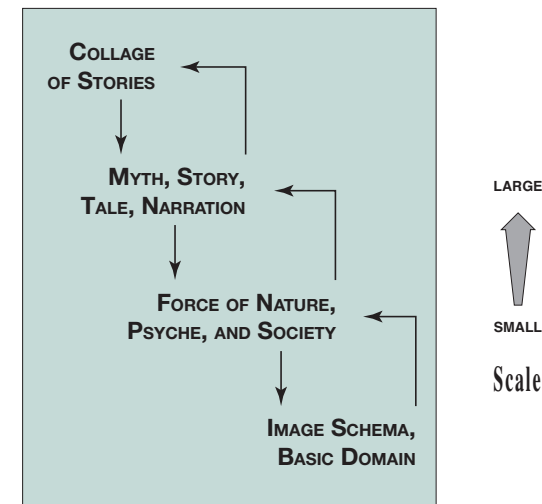 COLLAGE
OF STORIES
MYTH, STORY,
TALE, NARRATION
FORCE OF NATURE,
PSYCHE, AND SOCIETY
IMAGE SCHEMA,
BASIC DOMAIN
LARGE
SMALL
Scale